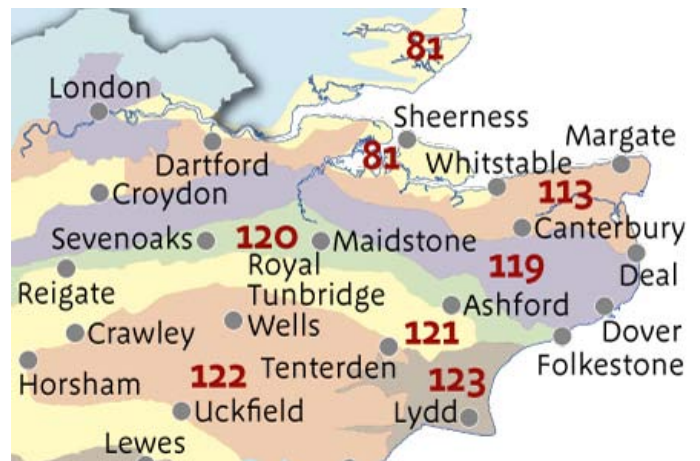 81
London
Sheerness
Margate
Dartford
81
Whitstable
Croydon
113
Canterbury
Sevenoaks
120
Maidstone
119
Royal
Tunbridge
Wells
Deal
Reigate
Ashford
Crawley
121
Dover
Folkestone
Horsham
122
Tenterden
123
Uckfield
Lydd
Lewes